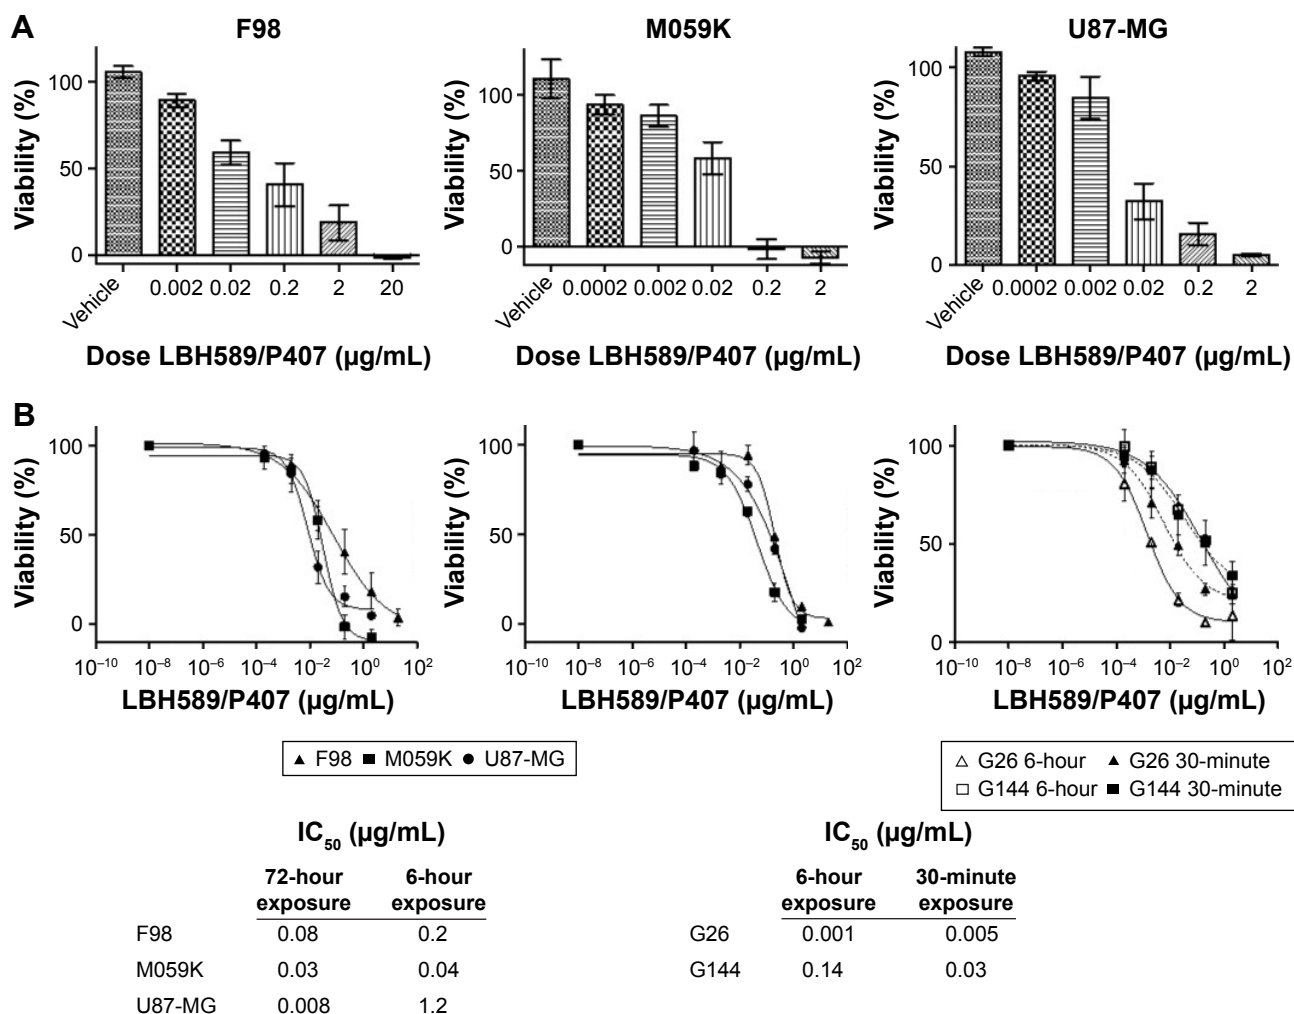 A
F98
M059K
U87-MG
Viability (%)
100
50
0
Vehicle
0.002
0.02
0.2
2
20
Dose LBH589/P407 (µg/mL)
Viability (%)
100
50
0
Vehicle
0.0002
0.002
0.02
0.2
2
Dose LBH589/P407 (µg/mL)
Viability (%)
100
50
0
Vehicle
0.0002
0.002
0.02
0.2
2
Dose LBH589/P407 (µg/mL)
B
Viability (%)
100
50
0
10⁻¹⁰ 10⁻⁸ 10⁻⁶ 10⁻⁴ 10⁻² 10⁰ 10²
LBH589/P407 (µg/mL)
Viability (%)
100
50
0
10⁻¹⁰ 10⁻⁸ 10⁻⁶ 10⁻⁴ 10⁻² 10⁰ 10²
LBH589/P407 (µg/mL)
Viability (%)
100
50
0
10⁻¹⁰ 10⁻⁸ 10⁻⁶ 10⁻⁴ 10⁻² 10⁰ 10²
LBH589/P407 (µg/mL)
▲ F98 ■ M059K ● U87-MG
△ G26 6-hour ▲ G26 30-minute
□ G144 6-hour ■ G144 30-minute
IC₅₀ (µg/mL)
72-hour exposure 6-hour exposure
F98 0.08 0.2
M059K 0.03 0.04
U87-MG 0.008 1.2
IC₅₀ (µg/mL)
6-hour exposure 30-minute exposure
G26 0.001 0.005
G144 0.14 0.03